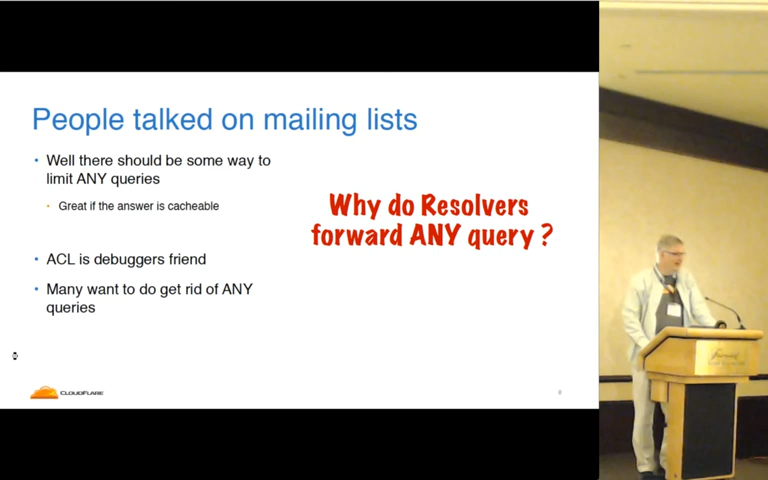 People talked on mailing lists
• Well there should be some way to
limit ANY queries
• Great if the answer is cacheable
• ACL is debuggers friend
• Many want to do get rid of ANY
queries
Why do Resolvers
forward ANY query ?
CLOUDFLARE
6
Fairmont